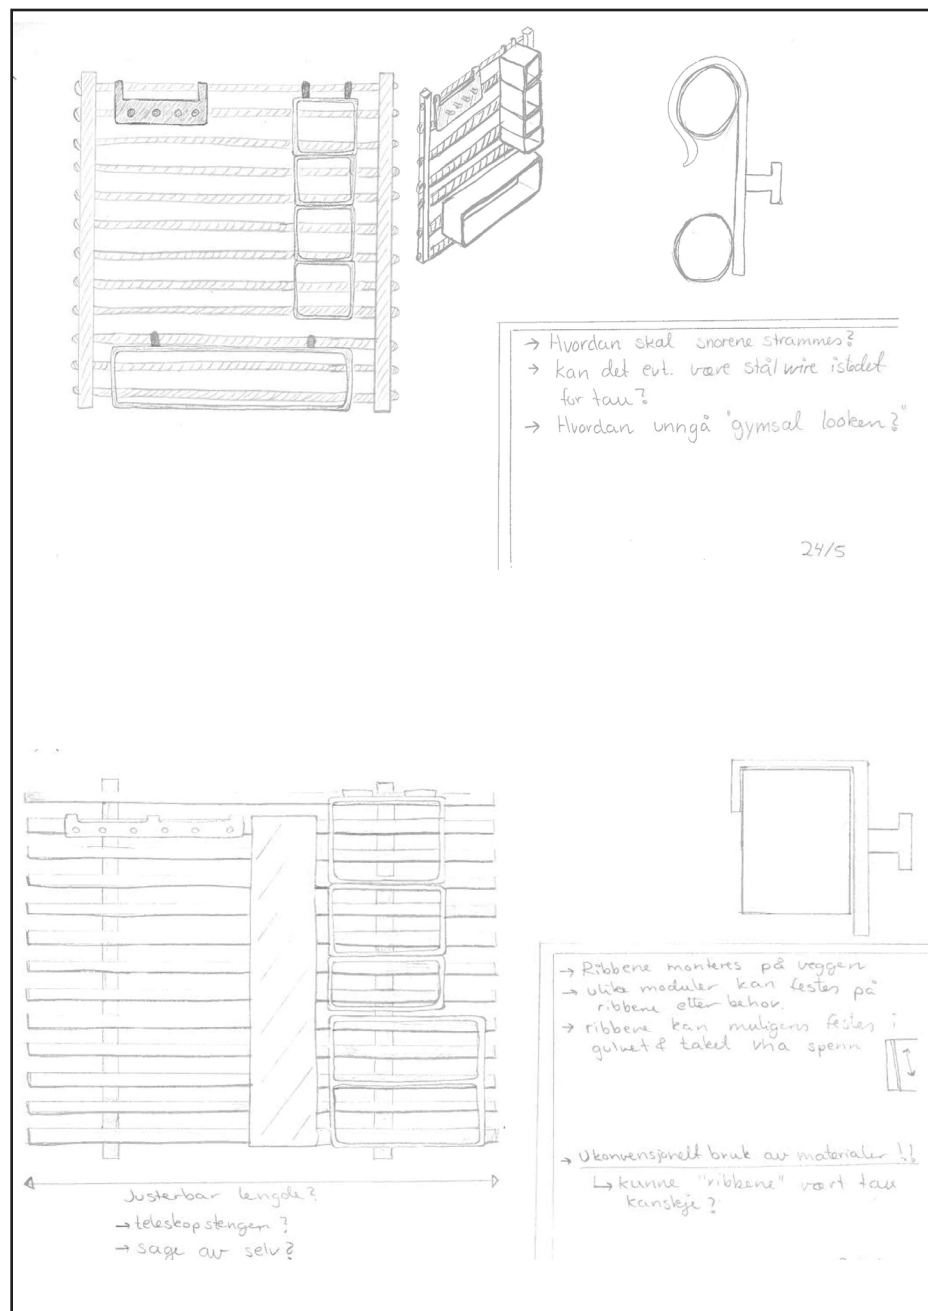 → Hvordan skal snorene strammes?
→ kan det evt. være stål wire istedet
for tau?
→ Hvordan unngå "gymsal looken?"
24/5
→ Ribbene monteres på veggen
→ ulike moduler kan festes på
ribbene etter behov.
→ ribbene kan muligens festes i
gulvet & taket via spenn
→ Ukonvensjonelt bruk av materialer !!
↳ kunne "ribbene" vært tau
kanskje?
Justerbar lengde?
→ teleskopstenger?
→ sage av selv?